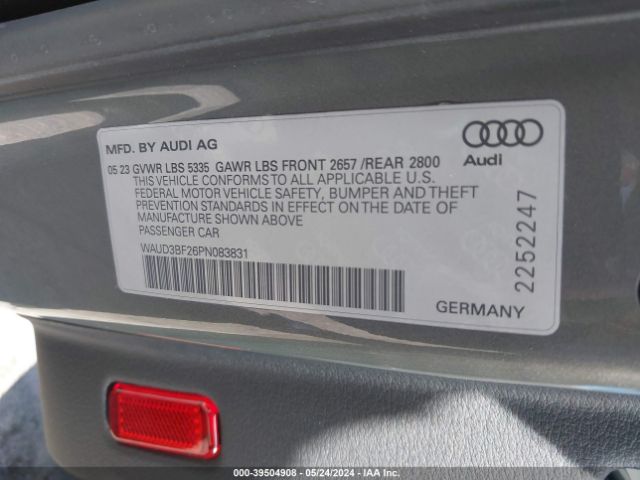 MFD. BY AUDI AG
Audi
05 23 GVWR LBS 5335 GAWR LBS FRONT 2657 /REAR 2800
THIS VEHICLE CONFORMS TO ALL APPLICABLE U.S.
FEDERAL MOTOR VEHICLE SAFETY, BUMPER AND THEFT
PREVENTION STANDARDS IN EFFECT ON THE DATE OF
MANUFACTURE SHOWN ABOVE
PASSENGER CAR
WAUD3BF26PN083831
2252247
GERMANY
000-39504908 - 05/24/2024 - IAA Inc.